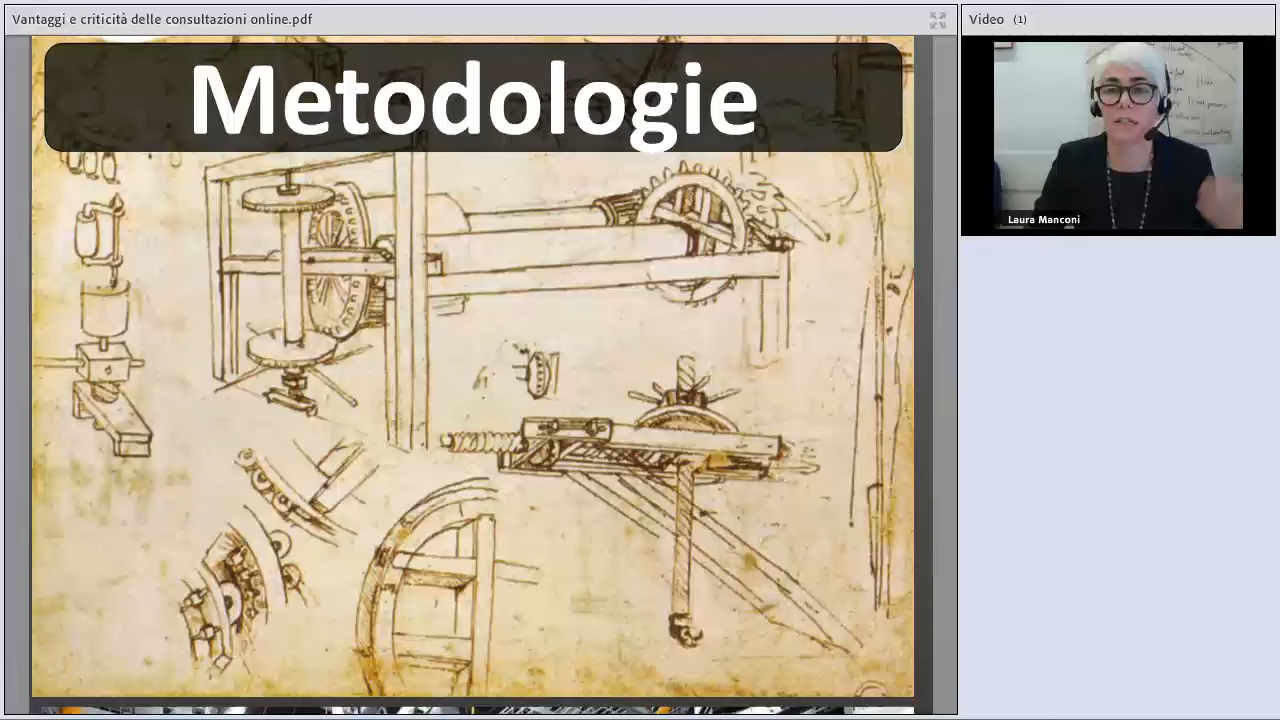 Vantaggi e criticità delle consultazioni online.pdf
Video (1)
Metodologie
Laura Manconi